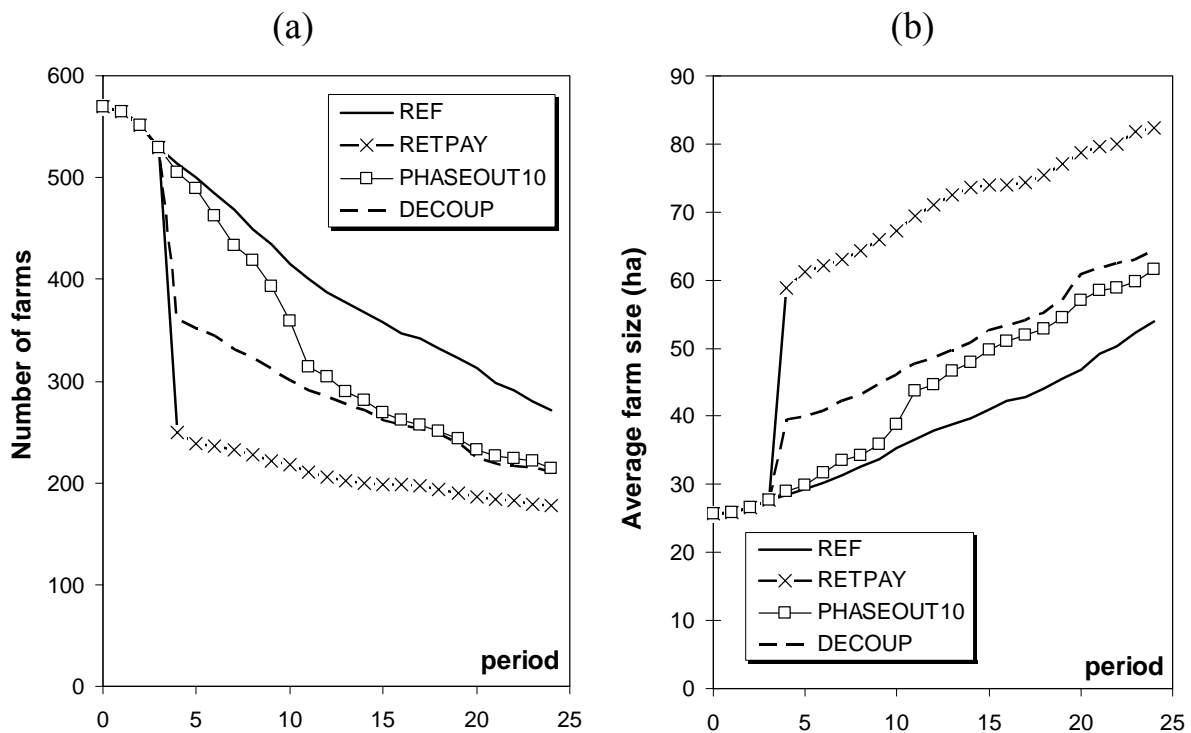 (a)
Number of farms
600
500
400
300
200
100
0
REF
RETPAY
PHASEOUT10
DECOUP
period
0 5 10 15 20 25
(b)
Average farm size (ha)
90
80
70
60
50
40
30
20
10
0
REF
RETPAY
PHASEOUT10
DECOUP
period
0 5 10 15 20 25